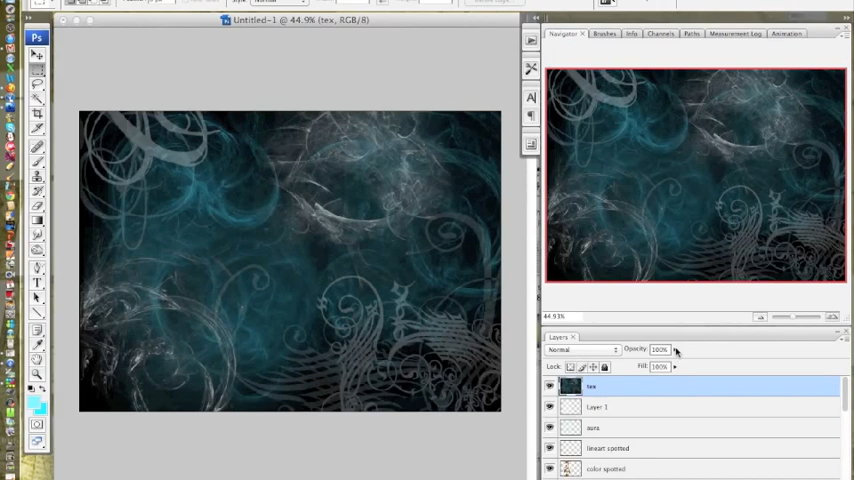 Untitled-1 @ 44.9% (tex, RGB/8)
Ps
Navigator × Brushes Info Channels Paths Measurement Log Animation
44.93%
Layers ×
Normal Opacity: 100%
Lock: Fill: 100%
tex
Layer 1
aura
lineart spotted
color spotted